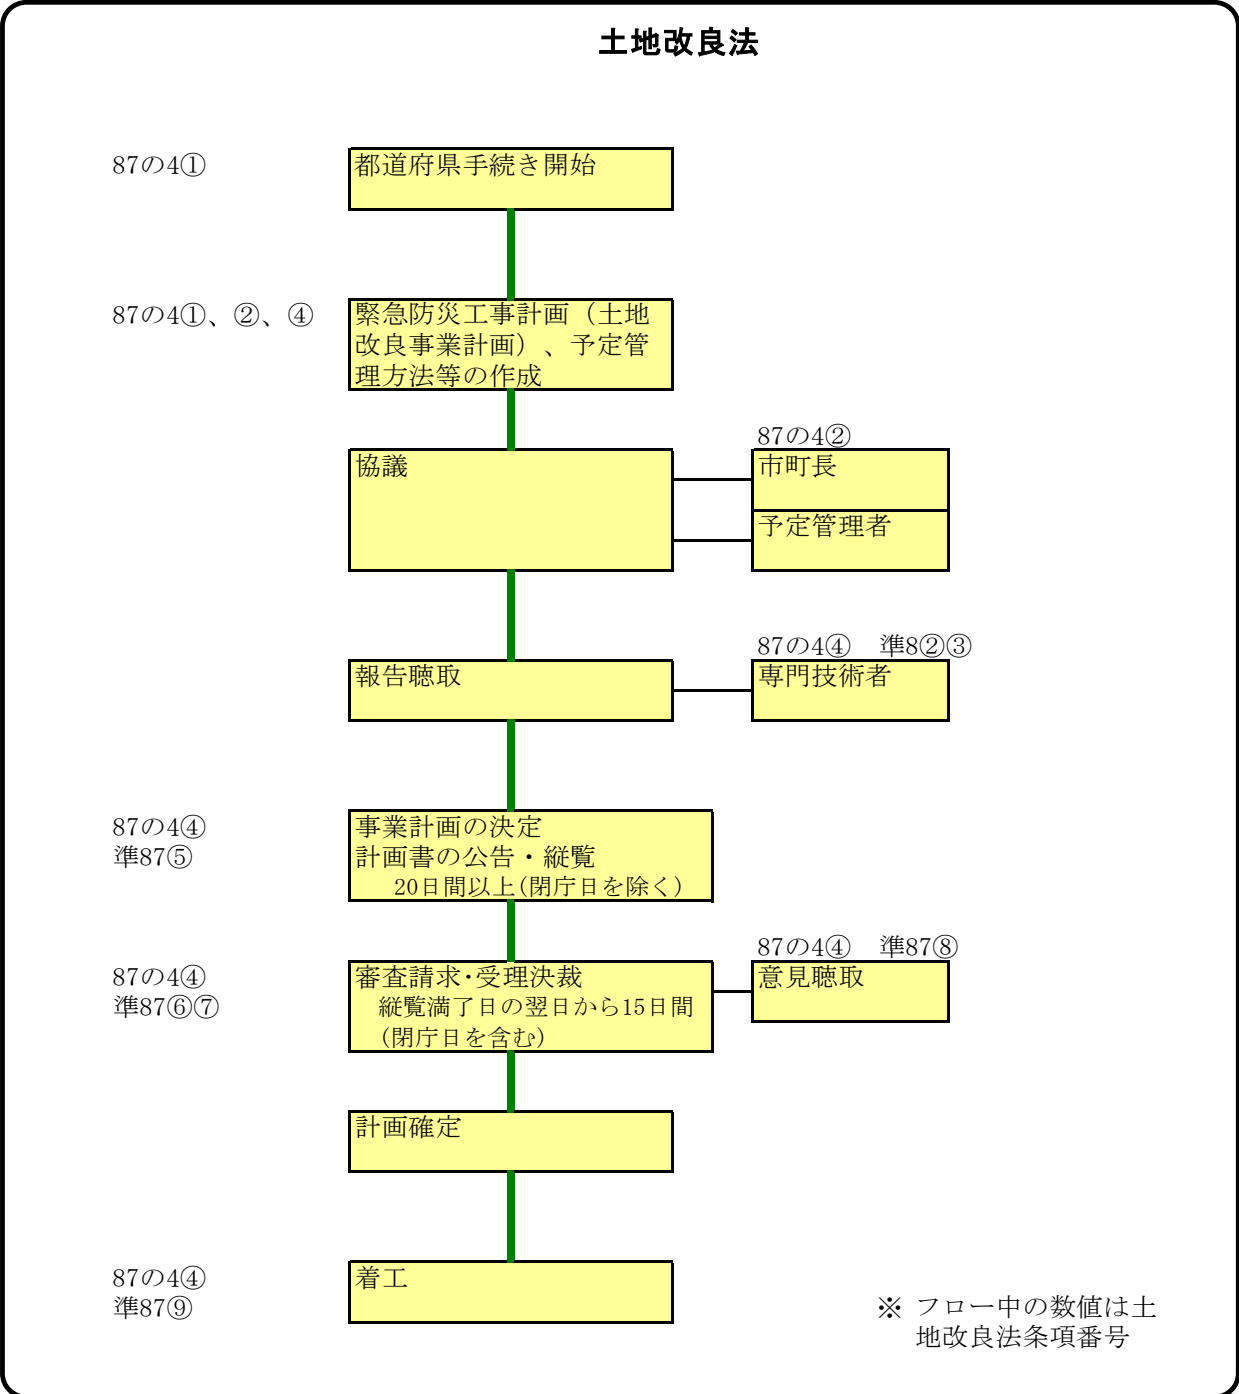 土地改良法
87の4①
都道府県手続き開始
87の4①、②、④
緊急防災工事計画（土地
改良事業計画）、予定管
理方法等の作成
87の4②
協議
市町長
予定管理者
87の4④　準8②③
報告聴取
専門技術者
87の4④
準87⑤
事業計画の決定
計画書の公告・縦覧
20日間以上(閉庁日を除く)
87の4④　準87⑧
87の4④
準87⑥⑦
審査請求･受理決裁
縦覧満了日の翌日から15日間
(閉庁日を含む)
意見聴取
計画確定
87の4④
準87⑨
着工
※ フロー中の数値は土
地改良法条項番号